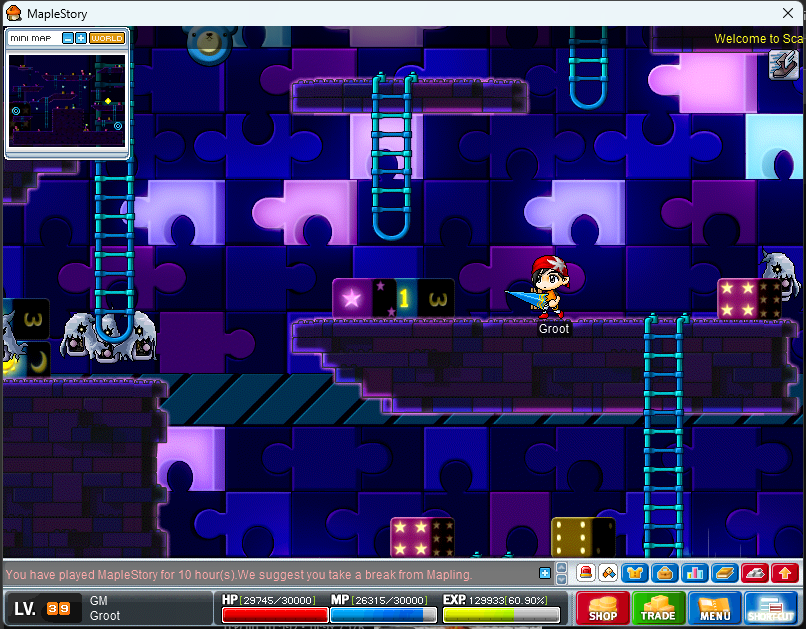 MapleStory
MINI MAP
WORLD
Welcome to Sca
1
Groot
You have played MapleStory for 10 hour(s).We suggest you take a break from Mapling.
LV. 39
GM
Groot
HP [29745/30000] MP [26315/30000] EXP 129933[60.90%]
SHOP
TRADE
MENU
SHORTCUT